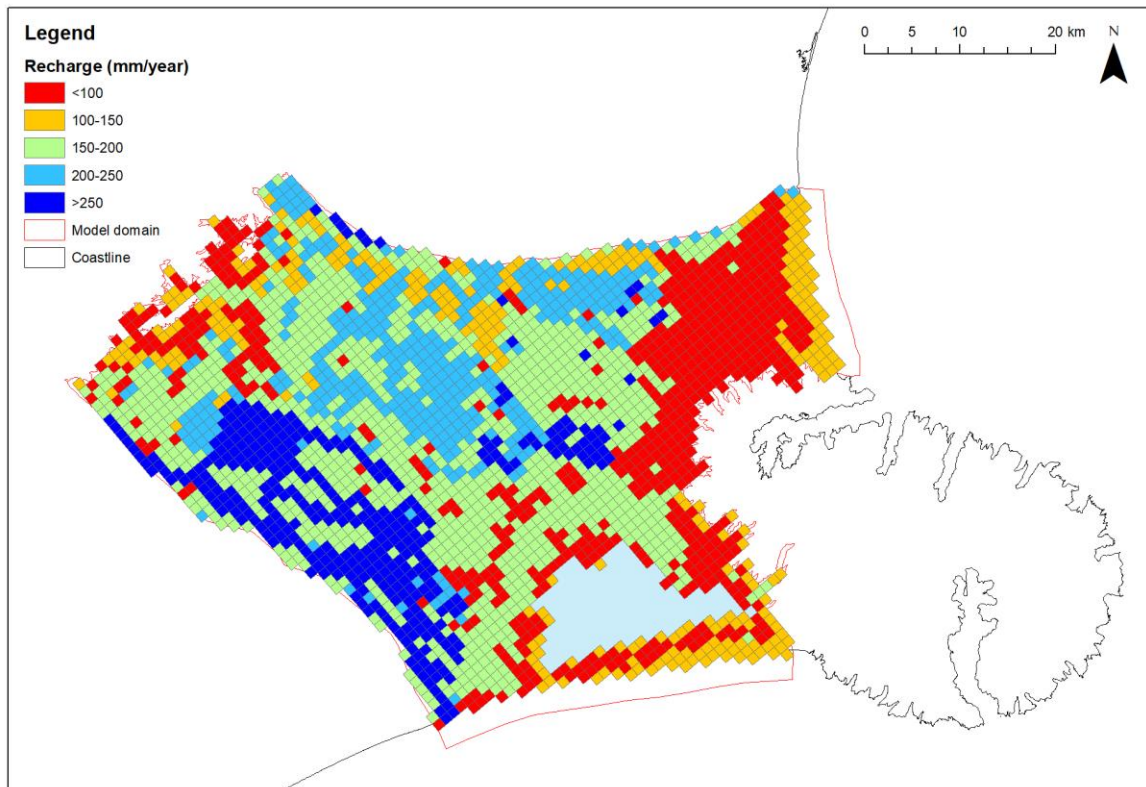 Legend
Recharge (mm/year)
<100
100-150
150-200
200-250
>250
Model domain
Coastline
0 5 10 20 km
N